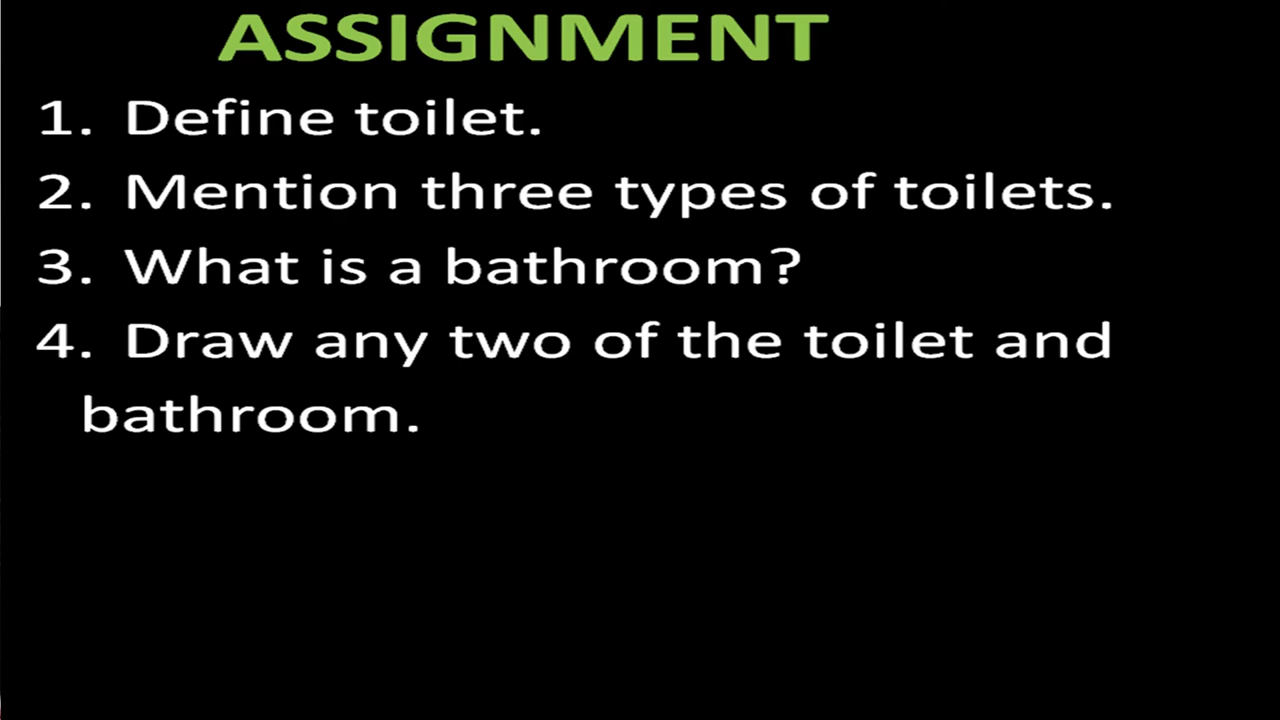 ASSIGNMENT
1. Define toilet.
2. Mention three types of toilets.
3. What is a bathroom?
4. Draw any two of the toilet and
bathroom.